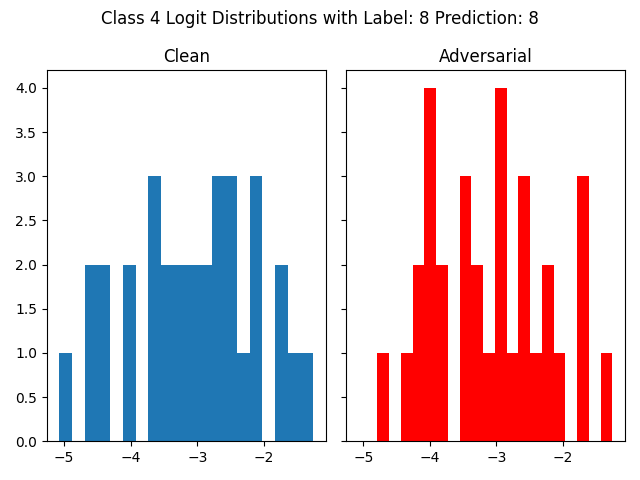 Class 4 Logit Distributions with Label: 8 Prediction: 8
Clean
Adversarial
4.0
3.5
3.0
2.5
2.0
1.5
1.0
0.5
0.0
−5 −4 −3 −2
−5 −4 −3 −2